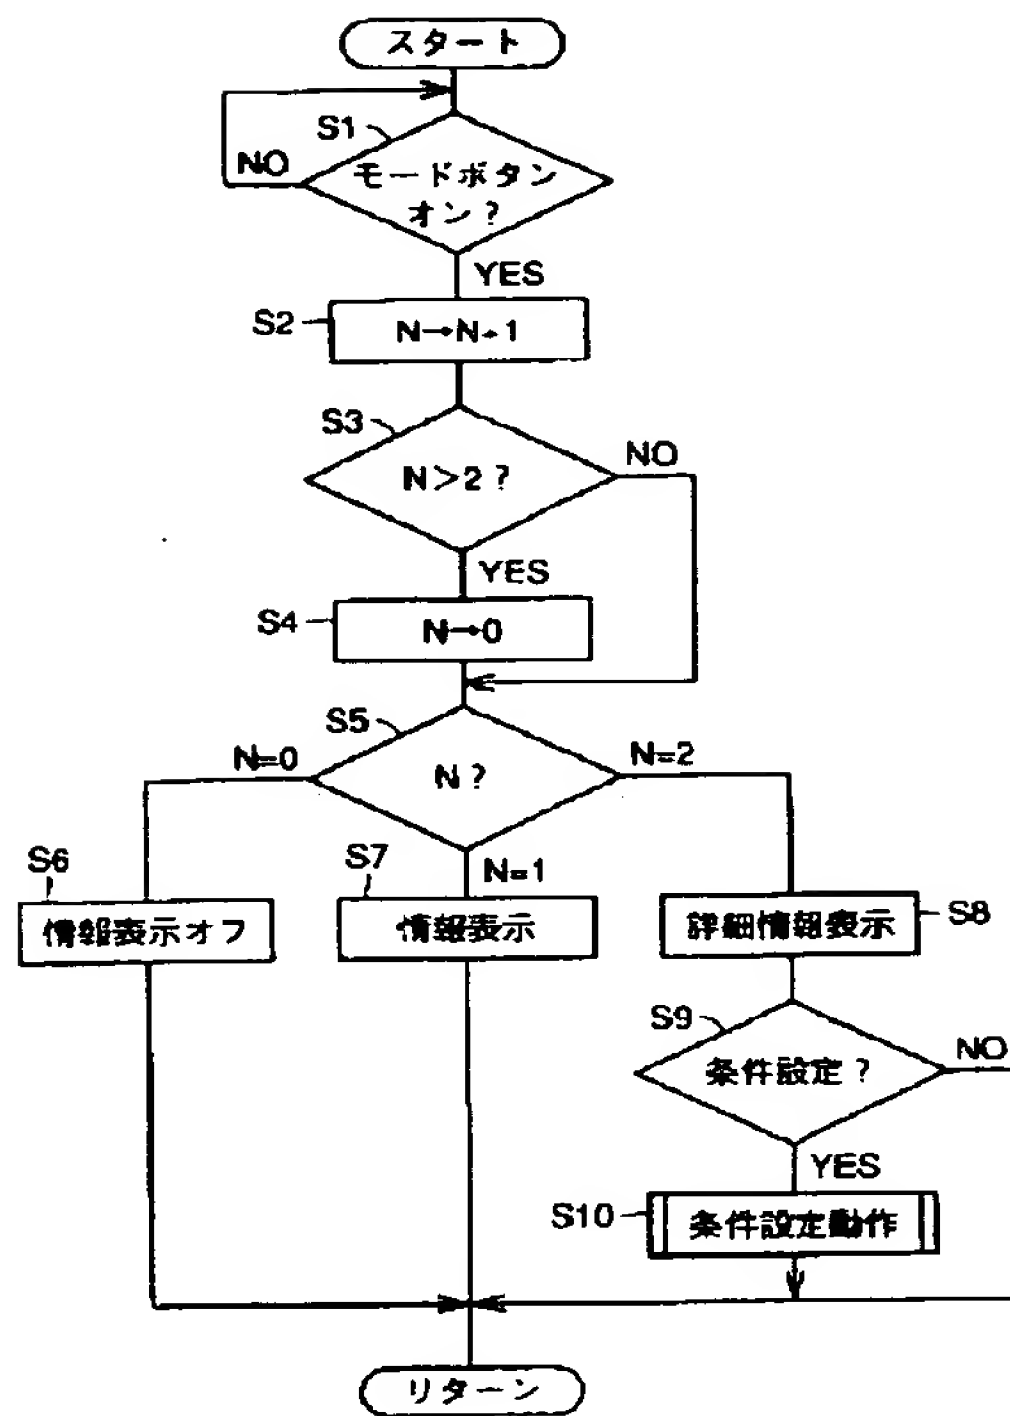 スタート
S1
NO
モードボタン
オン?
YES
S2
N→N+1
S3
N>2?
NO
YES
S4
N→0
S5
N=0
N?
N=2
S6
S7
N=1
情報表示オフ
情報表示
詳細情報表示
S8
S9
条件設定?
NO
YES
S10
条件設定動作
リターン